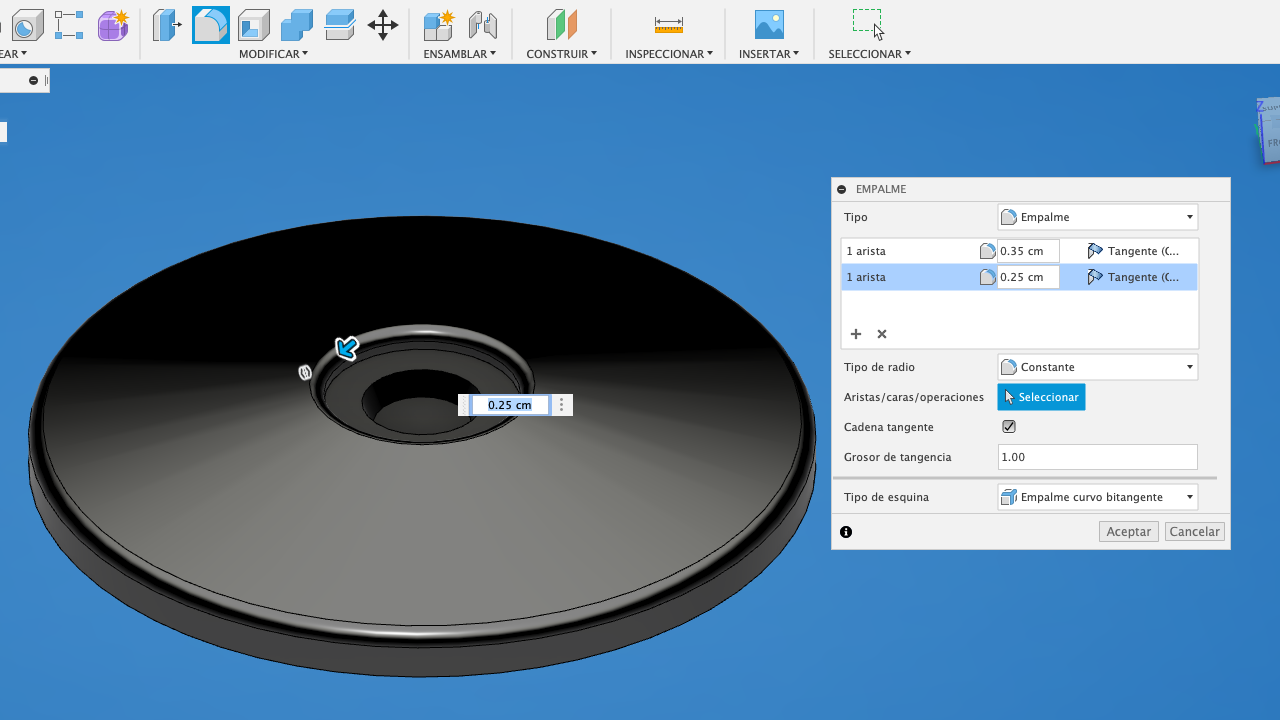 EAR
MODIFICAR
ENSAMBLAR
CONSTRUIR
INSPECCIONAR
INSERTAR
SELECCIONAR
Z
EMPALME
Tipo
Empalme
1 arista
0.35 cm
Tangente (C...
1 arista
0.25 cm
Tangente (C...
Tipo de radio
Constante
Aristas/caras/operaciones
Seleccionar
Cadena tangente
Grosor de tangencia
1.00
Tipo de esquina
Empalme curvo bitangente
Aceptar
Cancelar
0.25 cm